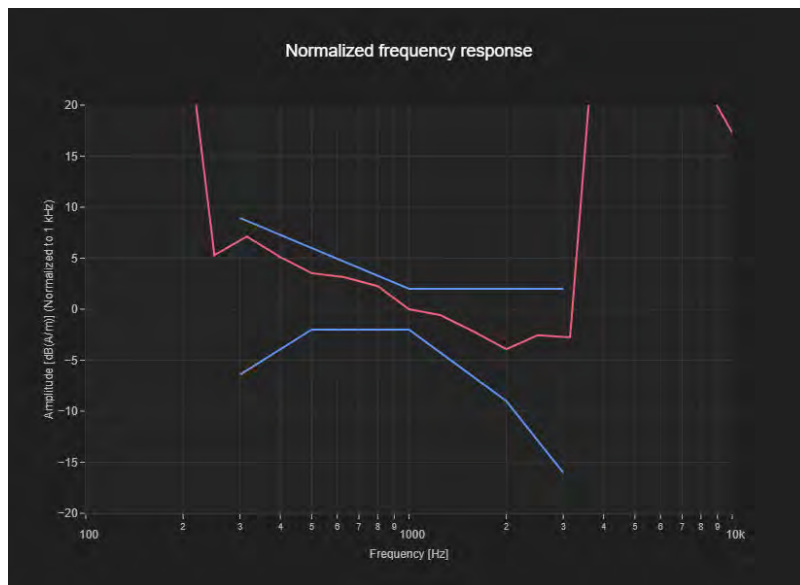 Normalized frequency response
Amplitude [dB(A/m)] (Normalized to 1 kHz)
20
15
10
5
0
−5
−10
−15
−20
100 2 3 4 5 6 7 8 9 1000 2 3 4 5 6 7 8 9 10k
Frequency [Hz]